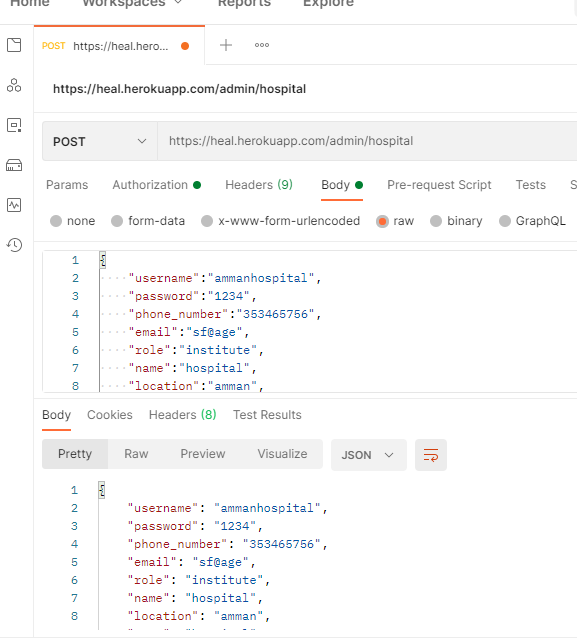 Home Workspaces Reports Explore
POST https://heal.hero...
https://heal.herokuapp.com/admin/hospital
POST https://heal.herokuapp.com/admin/hospital
Params Authorization Headers (9) Body Pre-request Script Tests S
none form-data x-www-form-urlencoded raw binary GraphQL
1 {
2 "username":"ammanhospital",
3 "password":"1234",
4 "phone_number":"353465756",
5 "email":"sf@age",
6 "role":"institute",
7 "name":"hospital",
8 "location":"amman",
Body Cookies Headers (8) Test Results
Pretty Raw Preview Visualize JSON
1 {
2 "username": "ammanhospital",
3 "password": "1234",
4 "phone_number": "353465756",
5 "email": "sf@age",
6 "role": "institute",
7 "name": "hospital",
8 "location": "amman",